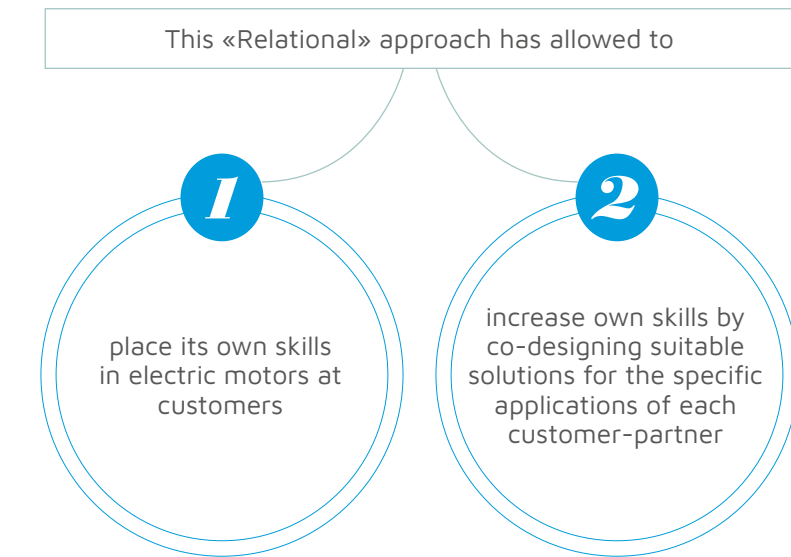 This «Relational» approach has allowed to
1
place its own skills
in electric motors at
customers
2
increase own skills by
co-designing suitable
solutions for the specific
applications of each
customer-partner